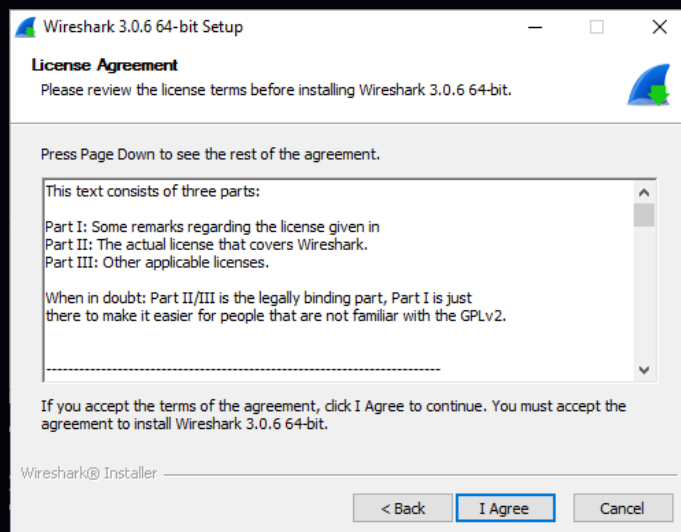 Wireshark 3.0.6 64-bit Setup
License Agreement
Please review the license terms before installing Wireshark 3.0.6 64-bit.
Press Page Down to see the rest of the agreement.
This text consists of three parts:
Part I: Some remarks regarding the license given in
Part II: The actual license that covers Wireshark.
Part III: Other applicable licenses.
When in doubt: Part II/III is the legally binding part, Part I is just
there to make it easier for people that are not familiar with the GPLv2.
------------------------------------------------------------------------
If you accept the terms of the agreement, click I Agree to continue. You must accept the
agreement to install Wireshark 3.0.6 64-bit.
Wireshark® Installer
< Back I Agree Cancel